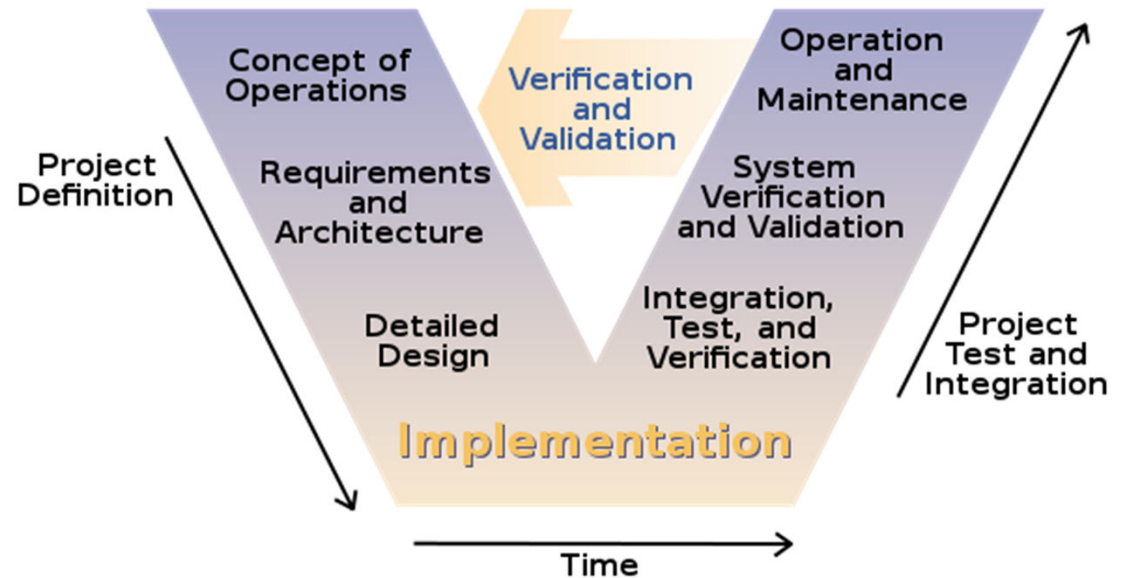 Concept of
Operations
Verification
and
Validation
Operation
and
Maintenance
Project
Definition
Requirements
and
Architecture
System
Verification
and Validation
Detailed
Design
Integration,
Test, and
Verification
Project
Test and
Integration
Implementation
Time